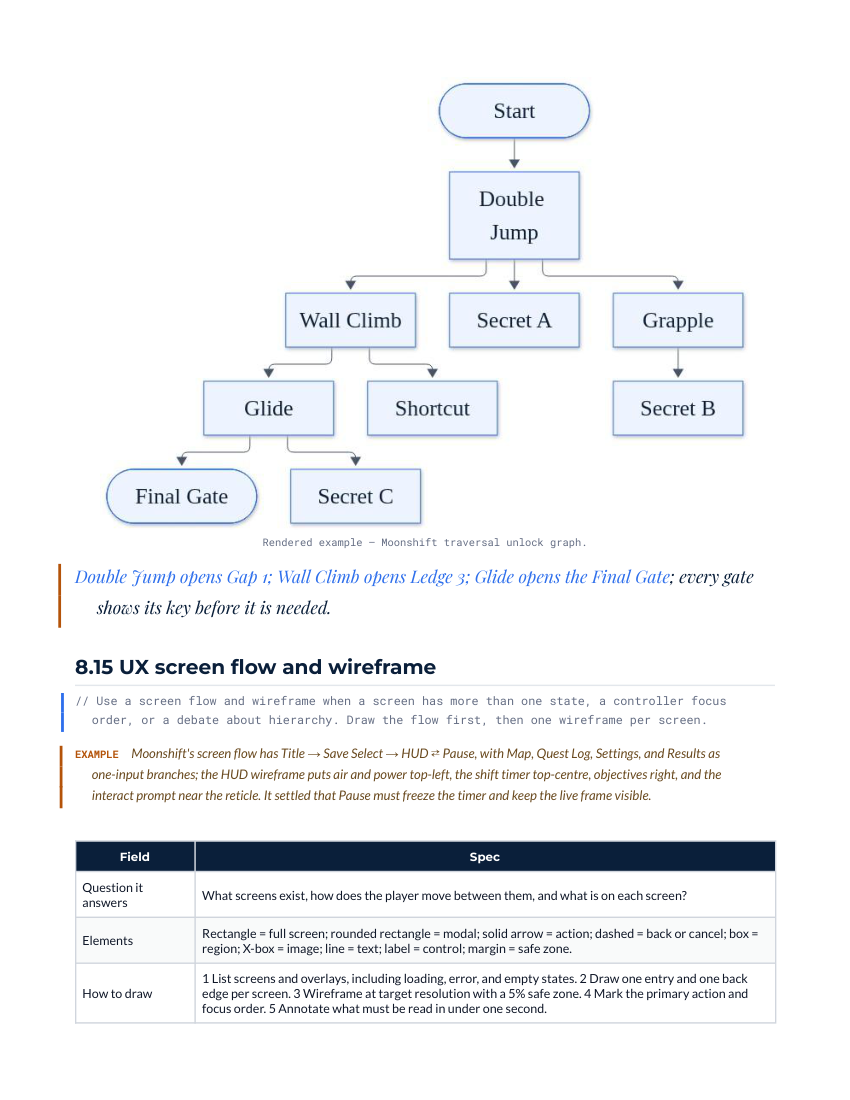 Start
Double
Jump
Wall Climb
Secret A
Grapple
Glide
Shortcut
Secret B
Final Gate
Secret C
Rendered example — Moonshift traversal unlock graph.
Double Jump opens Gap 1; Wall Climb opens Ledge 3; Glide opens the Final Gate; every gate
shows its key before it is needed.
8.15 UX screen flow and wireframe
// Use a screen flow and wireframe when a screen has more than one state, a controller focus
order, or a debate about hierarchy. Draw the flow first, then one wireframe per screen.
EXAMPLE Moonshift's screen flow has Title → Save Select → HUD ⇄ Pause, with Map, Quest Log, Settings, and Results as
one-input branches; the HUD wireframe puts air and power top-left, the shift timer top-centre, objectives right, and the
interact prompt near the reticle. It settled that Pause must freeze the timer and keep the live frame visible.
Field
Spec
Question it
answers
What screens exist, how does the player move between them, and what is on each screen?
Elements
Rectangle = full screen; rounded rectangle = modal; solid arrow = action; dashed = back or cancel; box =
region; X-box = image; line = text; label = control; margin = safe zone.
How to draw
1 List screens and overlays, including loading, error, and empty states. 2 Draw one entry and one back
edge per screen. 3 Wireframe at target resolution with a 5% safe zone. 4 Mark the primary action and
focus order. 5 Annotate what must be read in under one second.